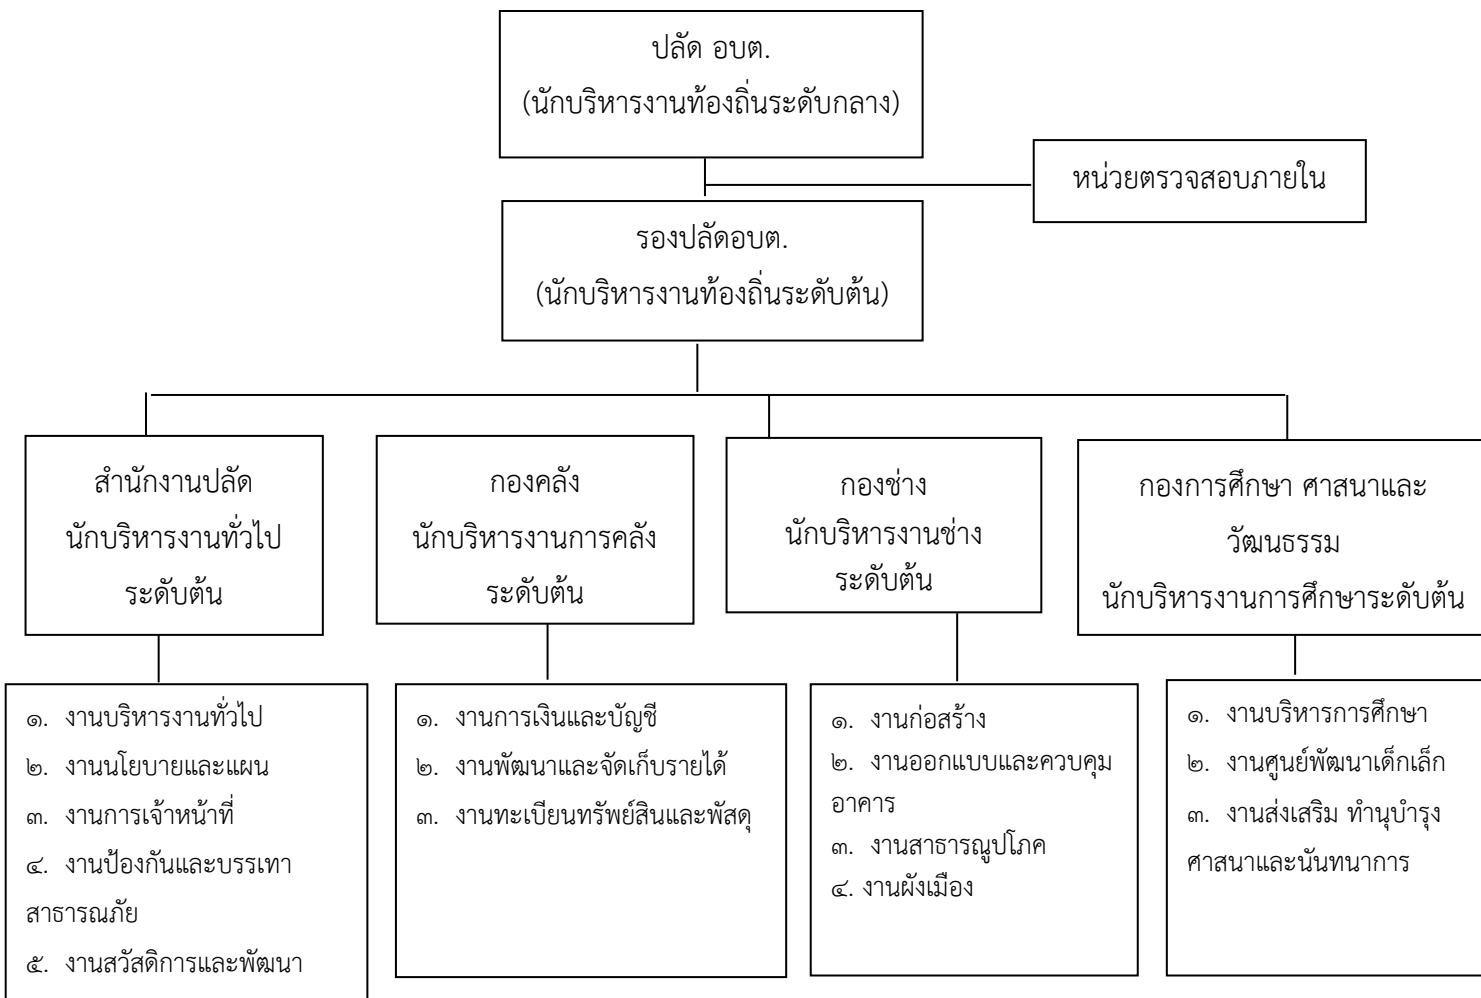 ปลัด อบต.
(นักบริหารงานท้องถิ่นระดับกลาง)
หน่วยตรวจสอบภายใน
รองปลัดอบต.
(นักบริหารงานท้องถิ่นระดับต้น)
สำนักงานปลัด
นักบริหารงานทั่วไป
ระดับต้น
กองคลัง
นักบริหารงานการคลัง
ระดับต้น
กองช่าง
นักบริหารงานช่าง
ระดับต้น
กองการศึกษา ศาสนาและ
วัฒนธรรม
นักบริหารงานการศึกษาระดับต้น
๑. งานบริหารงานทั่วไป
๒. งานนโยบายและแผน
๓. งานการเจ้าหน้าที่
๔. งานป้องกันและบรรเทา
สาธารณภัย
๕. งานสวัสดิการและพัฒนา
๑. งานการเงินและบัญชี
๒. งานพัฒนาและจัดเก็บรายได้
๓. งานทะเบียนทรัพย์สินและพัสดุ
๑. งานก่อสร้าง
๒. งานออกแบบและควบคุม
อาคาร
๓. งานสาธารณูปโภค
๔. งานผังเมือง
๑. งานบริหารการศึกษา
๒. งานศูนย์พัฒนาเด็กเล็ก
๓. งานส่งเสริม ทำนุบำรุง
ศาสนาและนันทนาการ